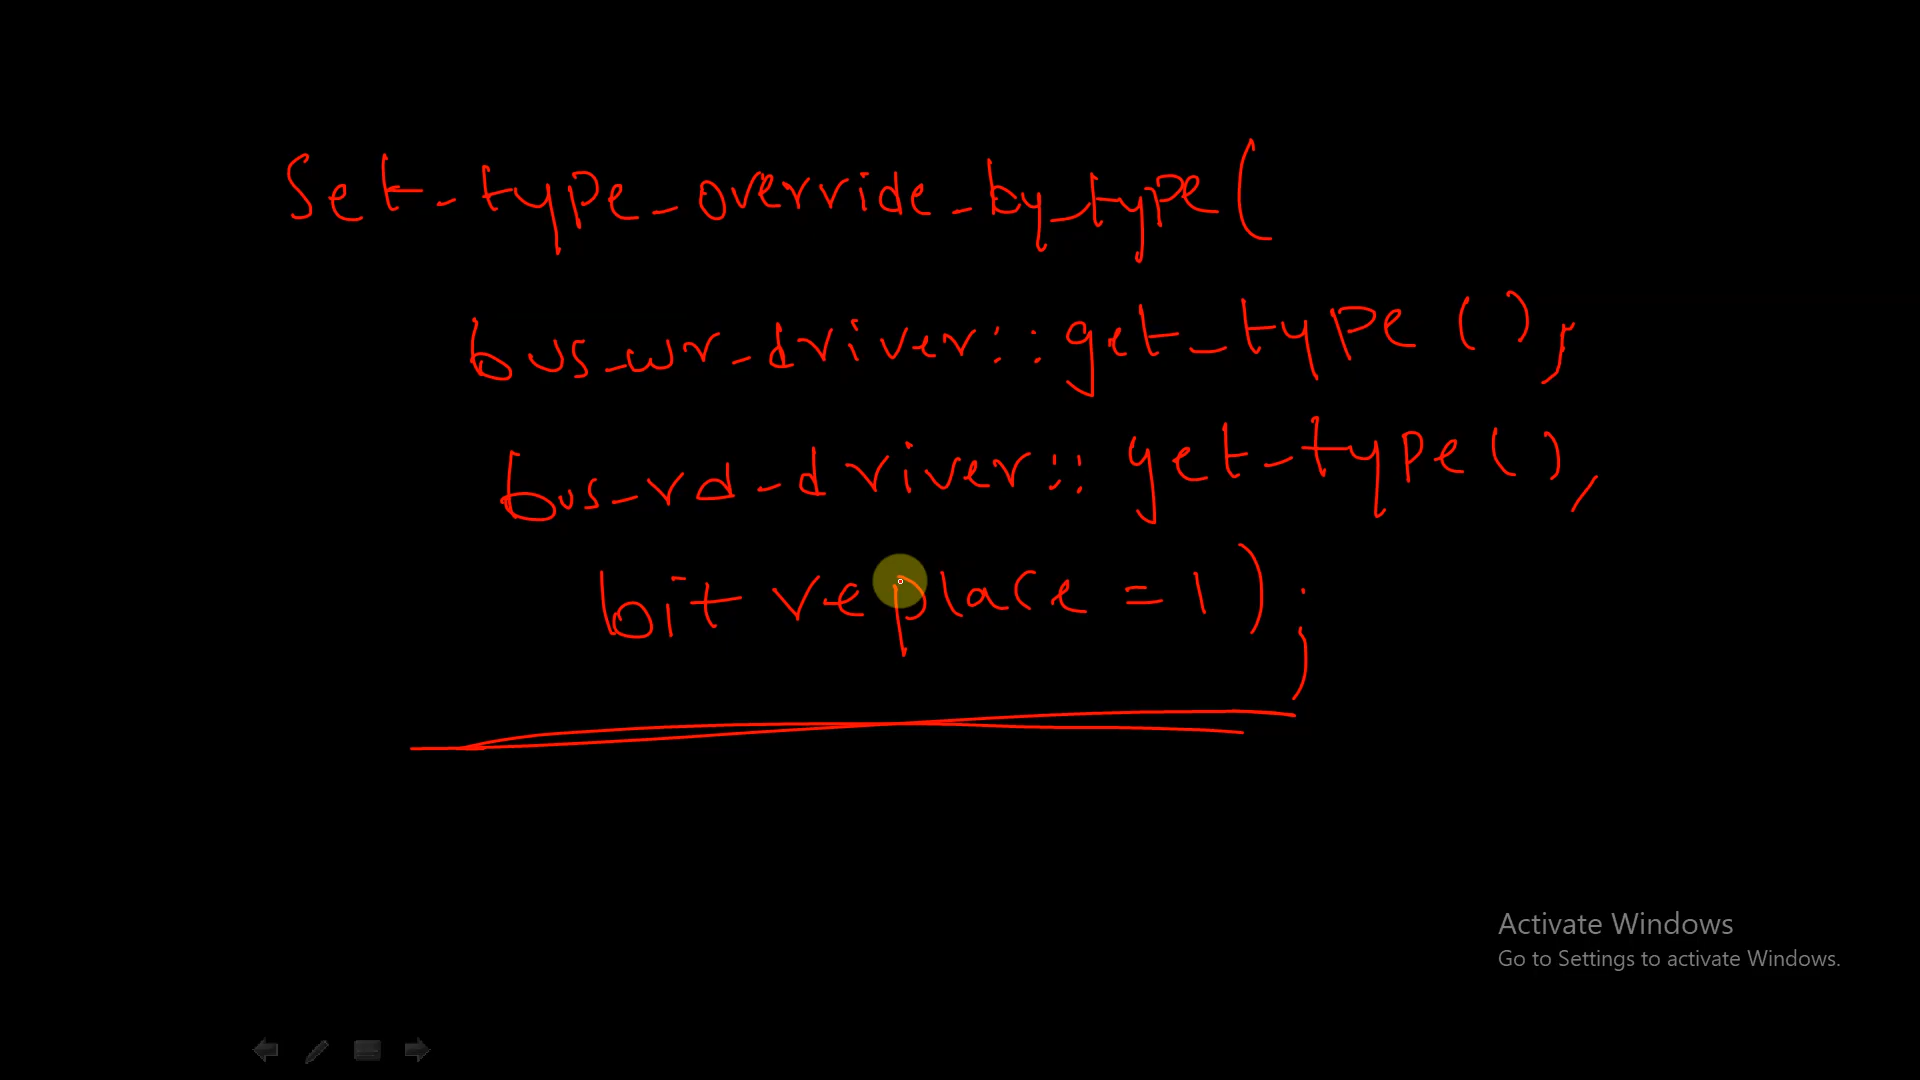 Set_type_override_by_type(
bus_wr_driver::get_type(),
bus_rd_driver::get_type(),
bit replace = 1);
Activate Windows
Go to Settings to activate Windows.